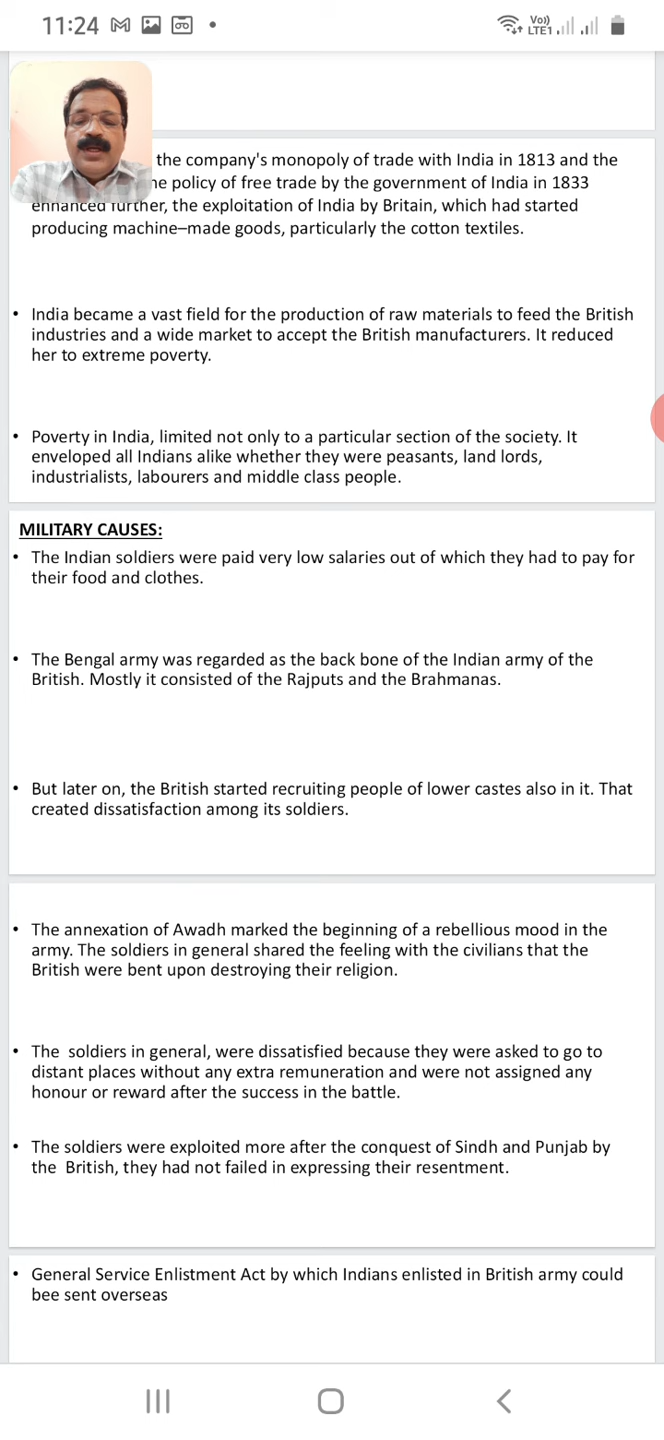 11:24
Vo))
LTE1
the company's monopoly of trade with India in 1813 and the
policy of free trade by the government of India in 1833
enhanced further, the exploitation of India by Britain, which had started
producing machine–made goods, particularly the cotton textiles.
• India became a vast field for the production of raw materials to feed the British
industries and a wide market to accept the British manufacturers. It reduced
her to extreme poverty.
• Poverty in India, limited not only to a particular section of the society. It
enveloped all Indians alike whether they were peasants, land lords,
industrialists, labourers and middle class people.
MILITARY CAUSES:
• The Indian soldiers were paid very low salaries out of which they had to pay for
their food and clothes.
• The Bengal army was regarded as the back bone of the Indian army of the
British. Mostly it consisted of the Rajputs and the Brahmanas.
• But later on, the British started recruiting people of lower castes also in it. That
created dissatisfaction among its soldiers.
• The annexation of Awadh marked the beginning of a rebellious mood in the
army. The soldiers in general shared the feeling with the civilians that the
British were bent upon destroying their religion.
• The soldiers in general, were dissatisfied because they were asked to go to
distant places without any extra remuneration and were not assigned any
honour or reward after the success in the battle.
• The soldiers were exploited more after the conquest of Sindh and Punjab by
the British, they had not failed in expressing their resentment.
• General Service Enlistment Act by which Indians enlisted in British army could
bee sent overseas